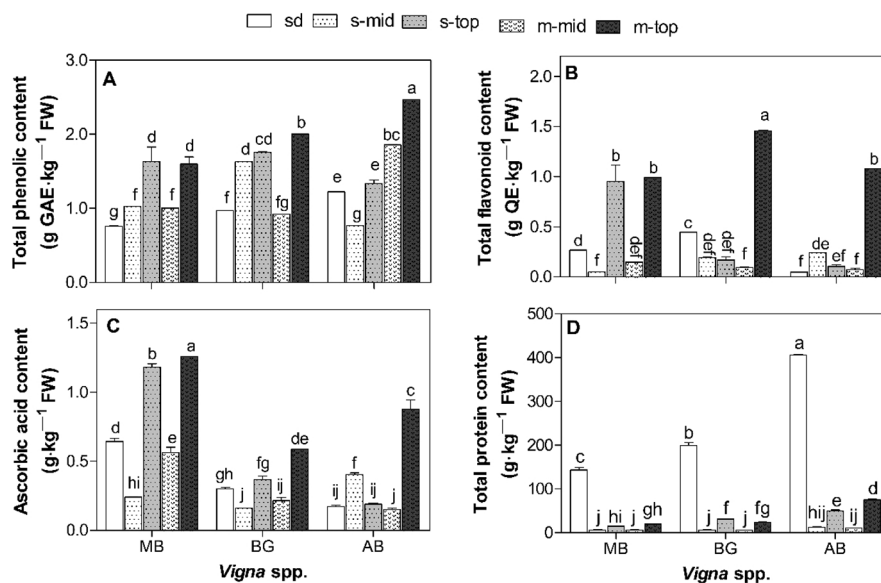 sd s-mid s-top m-mid m-top
A
Total phenolic content
(g GAE·kg⁻¹ FW)
3.0
2.0
1.0
0.0
g f d f d
f b cd fg b
e g e bc a
B
Total flavonoid content
(g QE·kg⁻¹ FW)
2.0
1.5
1.0
0.5
0.0
d f b def b
c def def f a
f de ef f b
C
Ascorbic acid content
(g·kg⁻¹ FW)
1.5
1.0
0.5
0.0
d hi b e a
gh j fg ij de
ij f ij j c
MB BG AB
Vigna spp.
D
Total protein content
(g·kg⁻¹ FW)
500
400
300
200
100
0
c j hi j gh
b j f j fg
a hij e ij d
MB BG AB
Vigna spp.